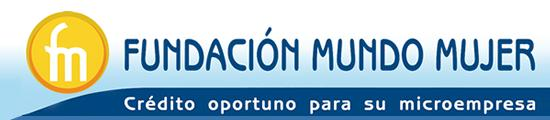 fm
FUNDACIÓN MUNDO MUJER
Crédito oportuno para su microempresa